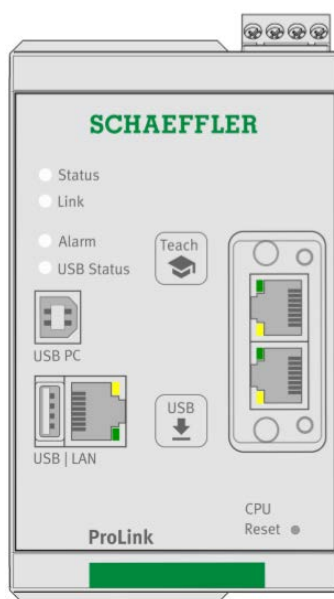 SCHAEFFLER
Status
Link
Alarm
USB Status
Teach
USB PC
USB | LAN
USB
CPU
Reset
ProLink